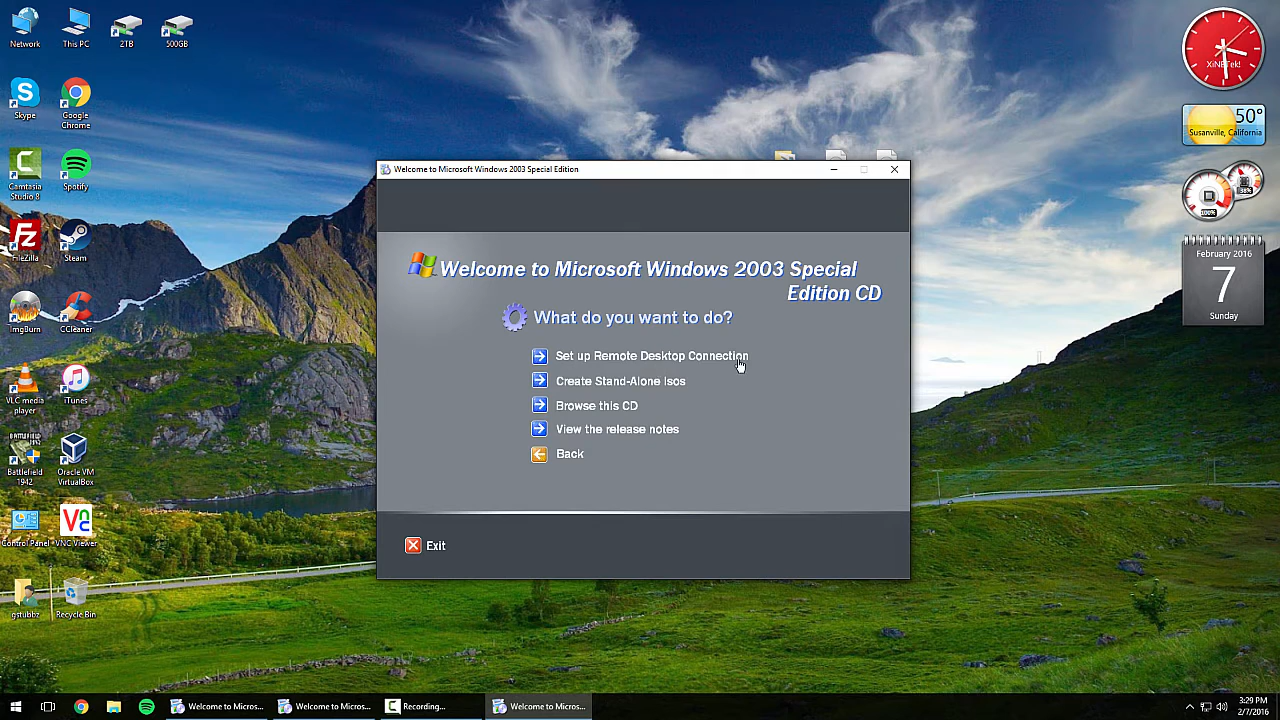 Network
This PC
2TB
500GB
Skype
Google
Chrome
Camtasia
Studio 8
Spotify
FileZilla
Steam
ImgBurn
CCleaner
VLC media
player
iTunes
Battlefield
1942
Oracle VM
VirtualBox
Control Panel
VNC Viewer
gstubbz
Recycle Bin
Welcome to Microsoft Windows 2003 Special Edition
Welcome to Microsoft Windows 2003 Special
Edition CD
What do you want to do?
Set up Remote Desktop Connection
Create Stand-Alone Isos
Browse this CD
View the release notes
Back
Exit
50°
Susanville, California
100%
38%
February 2016
7
Sunday
Welcome to Micros...
Welcome to Micros...
Recording...
Welcome to Micros...
3:29 PM
2/7/2016